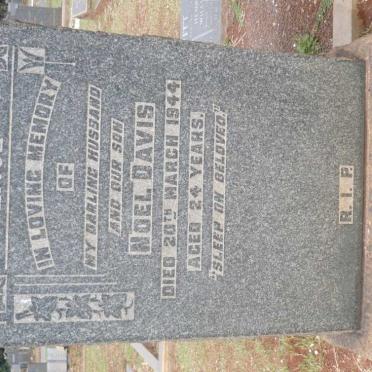 IN LOVING MEMORY
OF
MY DARLING HUSBAND
AND OUR SON
NOEL DAVIS
DIED 20TH MARCH 1944
AGED 24 YEARS.
"SLEEP ON BELOVED."
R.I.P.